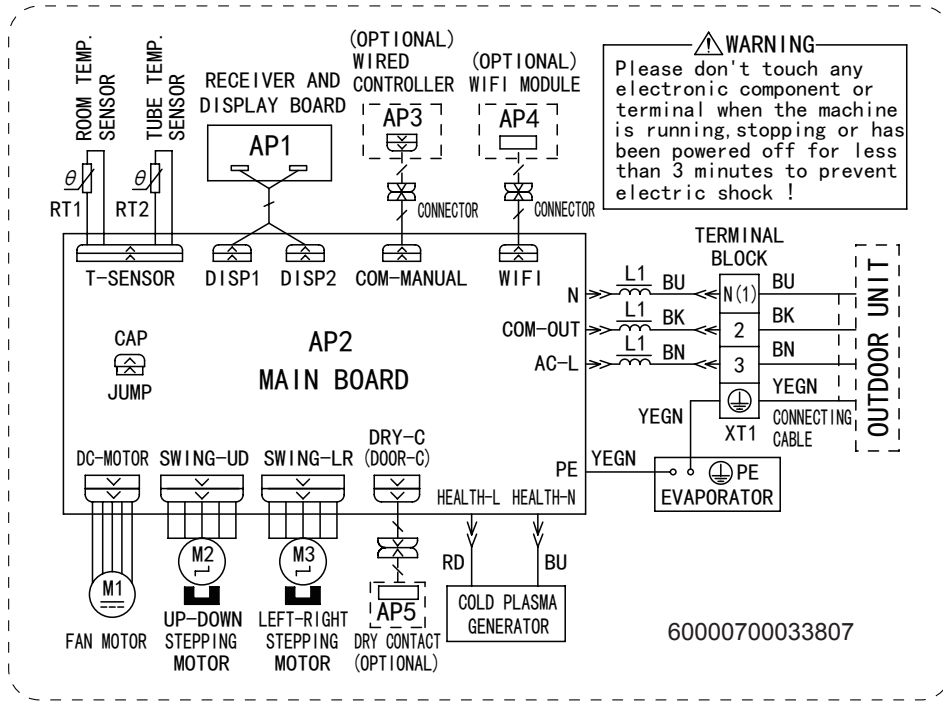 ROOM TEMP.
SENSOR
TUBE TEMP.
SENSOR
θ
RT1
θ
RT2
RECEIVER AND
DISPLAY BOARD
AP1
(OPTIONAL)
WIRED
CONTROLLER
AP3
CONNECTOR
(OPTIONAL)
WIFI MODULE
AP4
CONNECTOR
WARNING
Please don't touch any
electronic component or
terminal when the machine
is running, stopping or has
been powered off for less
than 3 minutes to prevent
electric shock !
T-SENSOR
DISP1
DISP2
COM-MANUAL
WIFI
CAP
JUMP
AP2
MAIN BOARD
N
COM-OUT
AC-L
PE
L1
BU
L1
BK
L1
BN
TERMINAL
BLOCK
N(1)
2
3
XT1
BU
BK
BN
YEGN
CONNECTING
CABLE
OUTDOOR UNIT
YEGN
YEGN
PE
EVAPORATOR
DC-MOTOR
SWING-UD
SWING-LR
DRY-C
(DOOR-C)
HEALTH-L
HEALTH-N
M1
FAN MOTOR
M2
UP-DOWN
STEPPING
MOTOR
M3
LEFT-RIGHT
STEPPING
MOTOR
AP5
DRY CONTACT
(OPTIONAL)
RD
BU
COLD PLASMA
GENERATOR
60000700033807